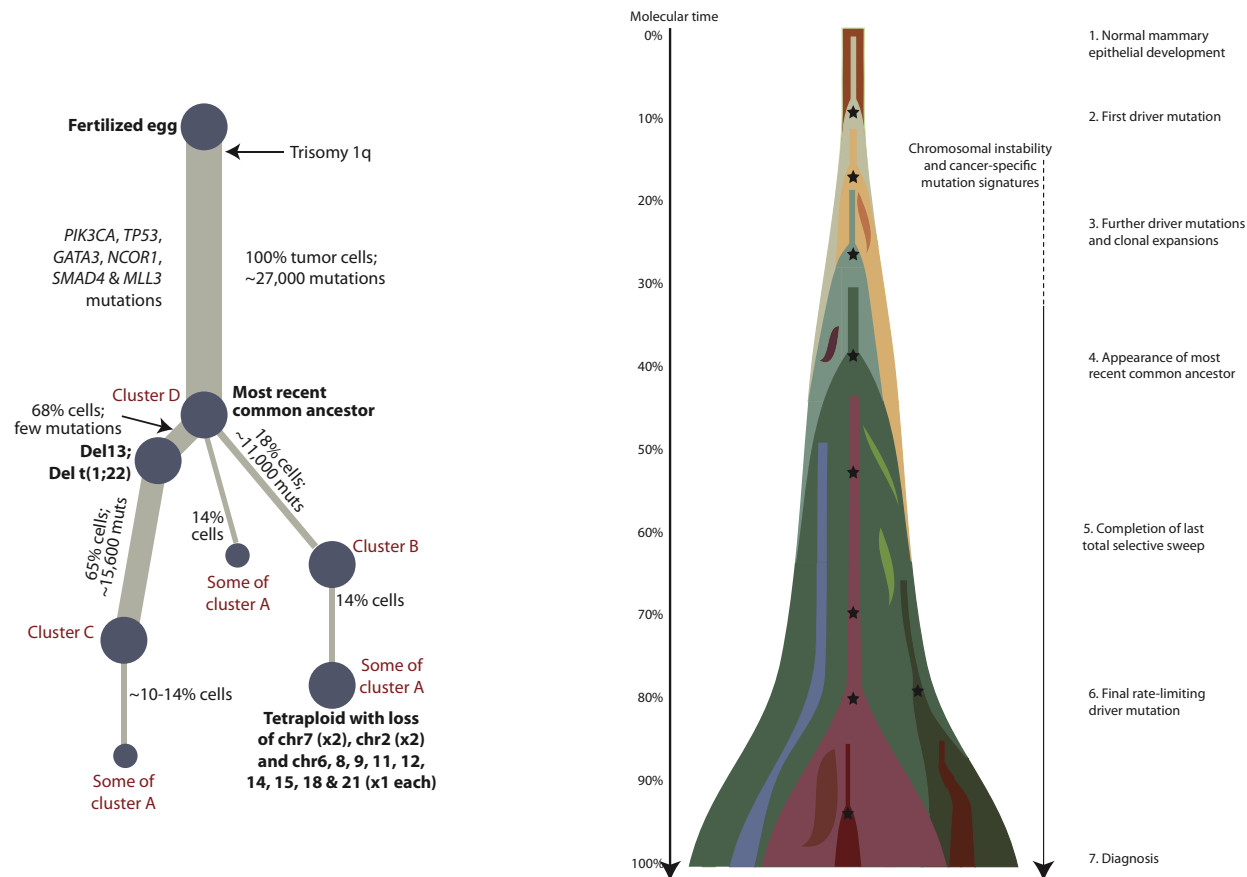 Fertilized egg
Trisomy 1q
PIK3CA, TP53,
GATA3, NCOR1,
SMAD4 & MLL3
mutations
100% tumor cells;
~27,000 mutations
Cluster D
Most recent
common ancestor
68% cells;
few mutations
Del13;
Del t(1;22)
18% cells;
~11,000 muts
14%
cells
65% cells;
~15,600 muts
Cluster B
Some of
cluster A
14% cells
Cluster C
~10-14% cells
Some of
cluster A
Tetraploid with loss
of chr7 (x2), chr2 (x2)
and chr6, 8, 9, 11, 12,
14, 15, 18 & 21 (x1 each)
Some of
cluster A
Molecular time
0%
10%
20%
30%
40%
50%
60%
70%
80%
90%
100%
Chromosomal instability
and cancer-specific
mutation signatures
1. Normal mammary
epithelial development
2. First driver mutation
3. Further driver mutations
and clonal expansions
4. Appearance of most
recent common ancestor
5. Completion of last
total selective sweep
6. Final rate-limiting
driver mutation
7. Diagnosis